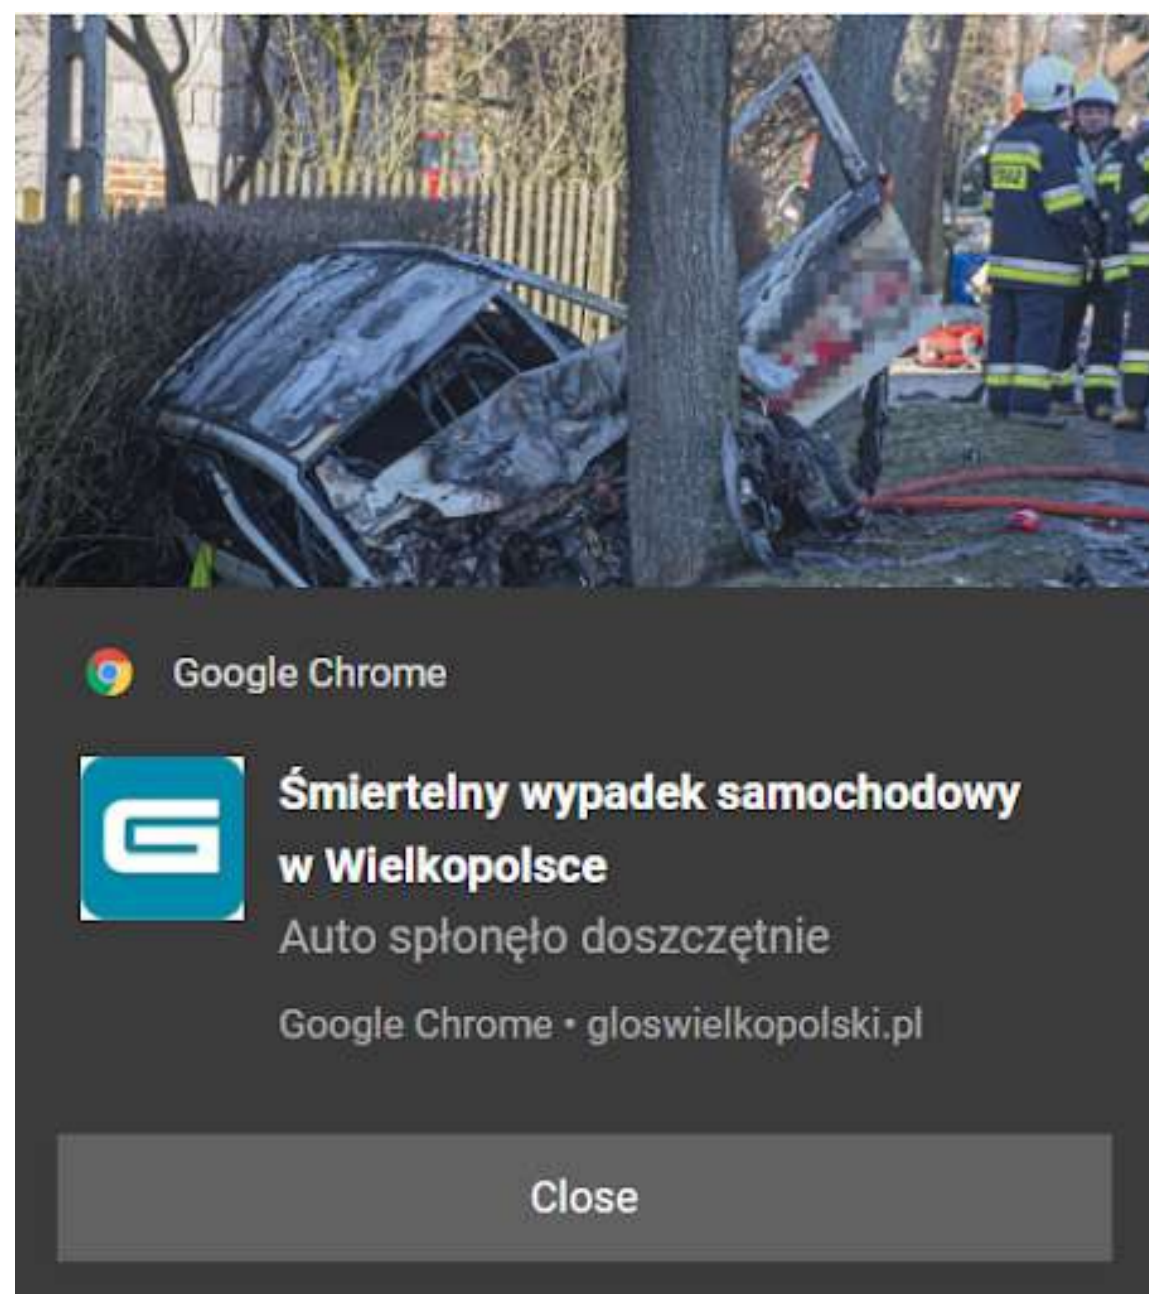 Google Chrome
Śmiertelny wypadek samochodowy
w Wielkopolsce
Auto spłonęło doszczętnie
Google Chrome • gloswielkopolski.pl
Close